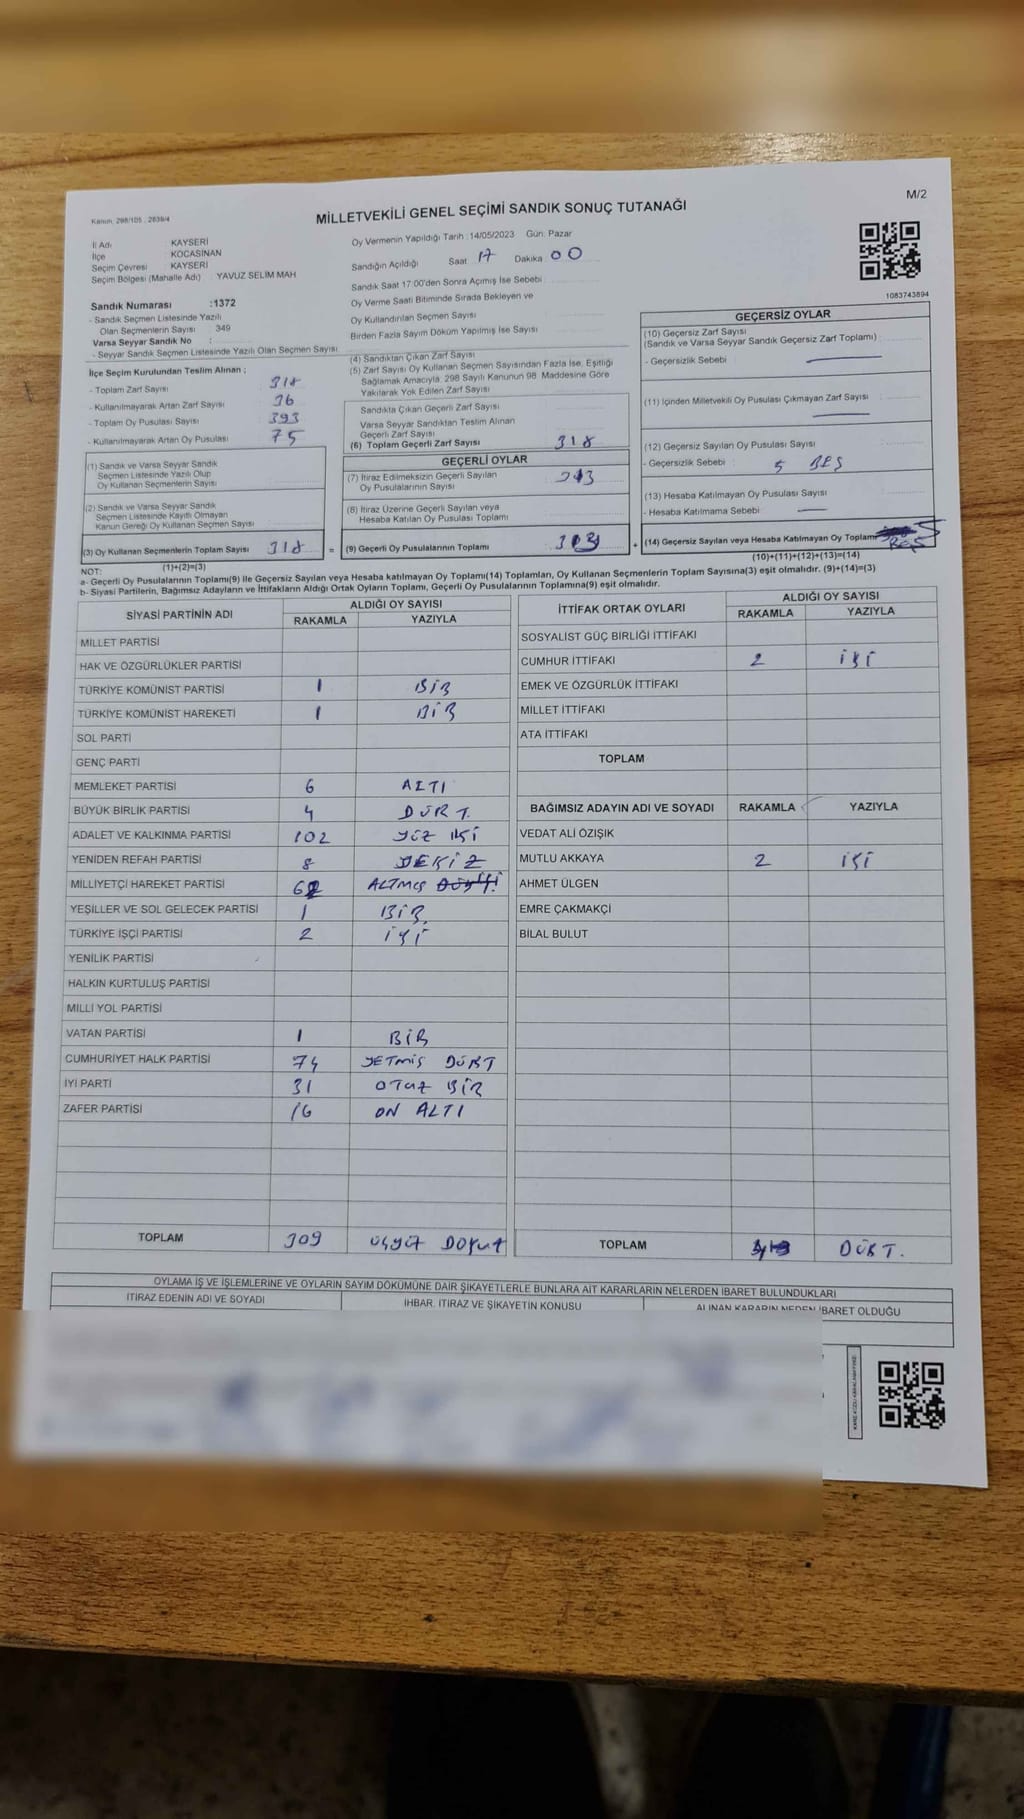 M/2
Kanun: 298/105 , 2839/4
MİLLETVEKİLİ GENEL SEÇİMİ SANDIK SONUÇ TUTANAĞI
İl Adı : KAYSERİ
İlçe : KOCASİNAN
Seçim Çevresi : KAYSERİ
Seçim Bölgesi (Mahalle Adı) : YAVUZ SELİM MAH
Sandık Numarası :1372
- Sandık Seçmen Listesinde Yazılı
Olan Seçmenlerin Sayısı : 349
Varsa Seyyar Sandık No :
- Seyyar Sandık Seçmen Listesinde Yazılı Olan Seçmen Sayısı
Oy Vermenin Yapıldığı Tarih :14/05/2023 Gün: Pazar
Sandığın Açıldığı Saat 17 Dakika 00
Sandık Saat 17:00'den Sonra Açımış İse Sebebi
Oy Verme Saati Bitiminde Sırada Bekleyen ve
Oy Kullandırılan Seçmen Sayısı
Birden Fazla Sayım Döküm Yapılmış İse Sayısı
1083743894
İlçe Seçim Kurulundan Teslim Alınan ;
- Toplam Zarf Sayısı 318
- Kullanılmayarak Artan Zarf Sayısı 36
- Toplam Oy Pusulası Sayısı 393
- Kullanılmayarak Artan Oy Pusulası 75
(1) Sandık ve Varsa Seyyar Sandık
Seçmen Listesinde Yazılı Olup
Oy Kullanan Seçmenlerin Sayısı
(2) Sandık ve Varsa Seyyar Sandık
Seçmen Listesinde Kayıtlı Olmayan
Kanun Gereği Oy Kullanan Seçmen Sayısı
(3) Oy Kullanan Seçmenlerin Toplam Sayısı 318
(1)+(2)=(3)
(4) Sandıktan Çıkan Zarf Sayısı
(5) Zarf Sayısı Oy Kullanan Seçmen Sayısından Fazla İse, Eşitliği
Sağlamak Amacıyla, 298 Sayılı Kanunun 98. Maddesine Göre
Yakılarak Yok Edilen Zarf Sayısı
Sandıkta Çıkan Geçerli Zarf Sayısı
Varsa Seyyar Sandıktan Teslim Alınan
Geçerli Zarf Sayısı
(6) Toplam Geçerli Zarf Sayısı 318
GEÇERLİ OYLAR
(7) İtiraz Edilmeksizin Geçerli Sayılan
Oy Pusulalarının Sayısı
(8) İtiraz Üzerine Geçerli Sayılan veya
Hesaba Katılan Oy Pusulası Toplamı
= (9) Geçerli Oy Pusulalarının Toplamı
GEÇERSİZ OYLAR
(10) Geçersiz Zarf Sayısı
(Sandık ve Varsa Seyyar Sandık Geçersiz Zarf Toplamı)
- Geçersizlik Sebebi :
(11) İçinden Milletvekili Oy Pusulası Çıkmayan Zarf Sayısı
(12) Geçersiz Sayılan Oy Pusulası Sayısı
- Geçersizlik Sebebi : 5 BEŞ
(13) Hesaba Katılmayan Oy Pusulası Sayısı
- Hesaba Katılmama Sebebi :
+ (14) Geçersiz Sayılan veya Hesaba Katılmayan Oy Toplamı 5 BEŞ
(10)+(11)+(12)+(13)=(14)
NOT:
a- Geçerli Oy Pusulalarının Toplamı(9) ile Geçersiz Sayılan veya Hesaba katılmayan Oy Toplamı(14) Toplamları, Oy Kullanan Seçmenlerin Toplam Sayısına(3) eşit olmalıdır. (9)+(14)=(3)
b- Siyasi Partilerin, Bağımsız Adayların ve İttifakların Aldığı Ortak Oyların Toplamı, Geçerli Oy Pusulalarının Toplamına(9) eşit olmalıdır.
SİYASİ PARTİNİN ADI ALDIĞI OY SAYISI
RAKAMLA YAZIYLA
MİLLET PARTİSİ
HAK VE ÖZGÜRLÜKLER PARTİSİ
TÜRKİYE KOMÜNİST PARTİSİ 1 BİR
TÜRKİYE KOMÜNİST HAREKETİ 1 BİR
SOL PARTİ
GENÇ PARTİ
MEMLEKET PARTİSİ 6 ALTI
BÜYÜK BİRLİK PARTİSİ 4 DÖRT.
ADALET VE KALKINMA PARTİSİ 102 YÜZ İKİ
YENİDEN REFAH PARTİSİ 8 SEKİZ
MİLLİYETÇİ HAREKET PARTİSİ 62 ALTMIŞ İKİ
YEŞİLLER VE SOL GELECEK PARTİSİ 1 BİR
TÜRKİYE İŞÇİ PARTİSİ 2 İKİ
YENİLİK PARTİSİ
HALKIN KURTULUŞ PARTİSİ
MİLLİ YOL PARTİSİ
VATAN PARTİSİ 1 BİR
CUMHURİYET HALK PARTİSİ 74 YETMİŞ DÖRT
İYİ PARTİ 31 OTUZ BİR
ZAFER PARTİSİ 16 ON ALTI
TOPLAM 309 ÜÇYÜZ DOKUZ
İTTİFAK ORTAK OYLARI ALDIĞI OY SAYISI
RAKAMLA YAZIYLA
SOSYALİST GÜÇ BİRLİĞİ İTTİFAKI
CUMHUR İTTİFAKI 2 İKİ
EMEK VE ÖZGÜRLÜK İTTİFAKI
MİLLET İTTİFAKI
ATA İTTİFAKI
TOPLAM
BAĞIMSIZ ADAYIN ADI VE SOYADI RAKAMLA YAZIYLA
VEDAT ALİ ÖZIŞIK
MUTLU AKKAYA 2 İKİ
AHMET ÜLGEN
EMRE ÇAKMAKÇİ
BİLAL BULUT
TOPLAM DÖRT.
OYLAMA İŞ VE İŞLEMLERİNE VE OYLARIN SAYIM DÖKÜMÜNE DAİR ŞİKAYETLERLE BUNLARA AİT KARARLARIN NELERDEN İBARET BULUNDUKLARI
İTİRAZ EDENİN ADI VE SOYADI
İHBAR, İTİRAZ VE ŞİKAYETİN KONUSU
ALINAN KARARIN NEDEN İBARET OLDUĞU